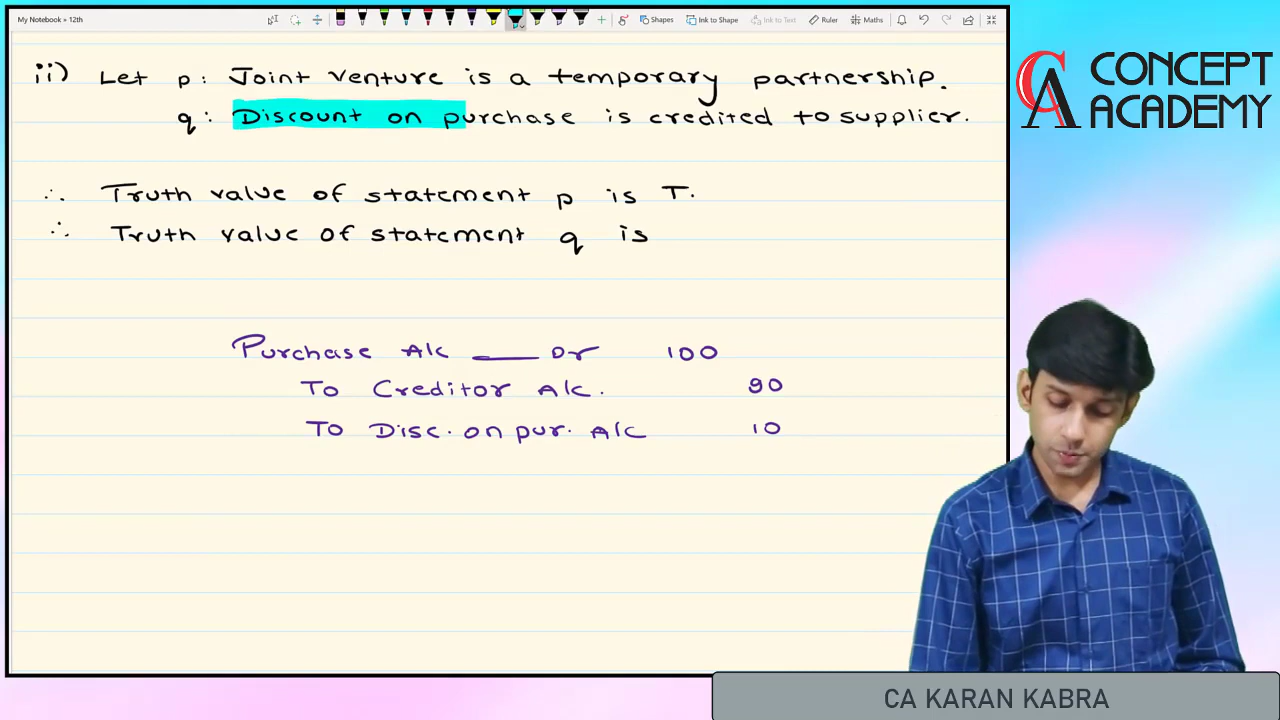 My Notebook » 12th
Shapes
Ink to Shape
Ink to Text
Ruler
Maths
ii) Let p: Joint venture is a temporary partnership.
q: Discount on purchase is credited to supplier.
∴ Truth value of statement p is T.
∴ Truth value of statement q is
Purchase A/c ____ Dr 100
To Creditor A/c. 90
To Disc. on pur. A/c 10
CA CONCEPT
ACADEMY
CA KARAN KABRA